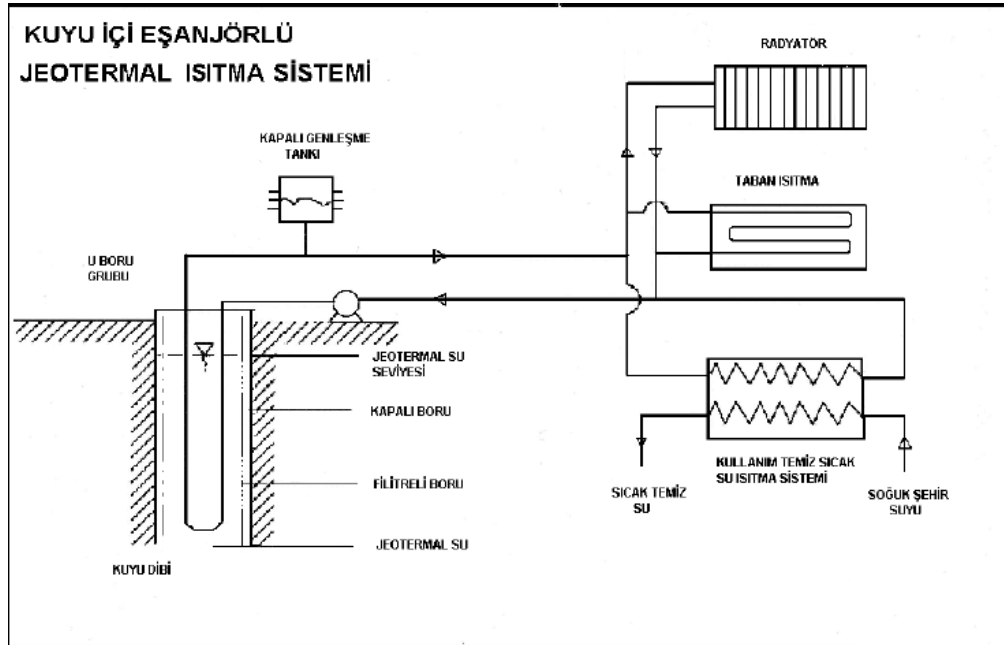 KUYU İÇİ EŞANJÖRLÜ
JEOTERMAL ISITMA SİSTEMİ
RADYATÖR
KAPALI GENLEŞME
TANKI
TABAN ISITMA
U BORU
GRUBU
JEOTERMAL SU
SEVİYESİ
KAPALI BORU
FİLİTRELİ BORU
JEOTERMAL SU
KUYU DİBİ
KULLANIM TEMİZ SICAK
SU ISITMA SİSTEMİ
SICAK TEMİZ
SU
SOĞUK ŞEHİR
SUYU